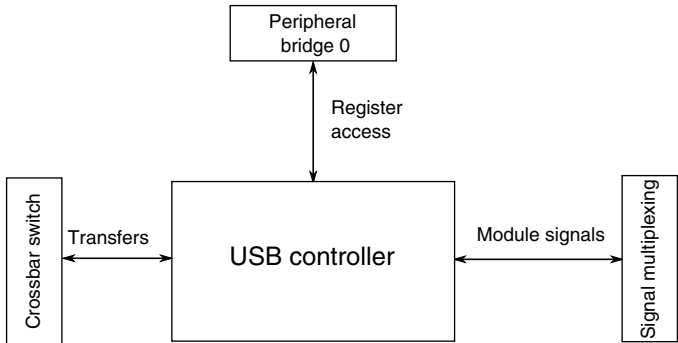 Peripheral
bridge 0
Register
access
Crossbar switch
Transfers
USB controller
Module signals
Signal multiplexing